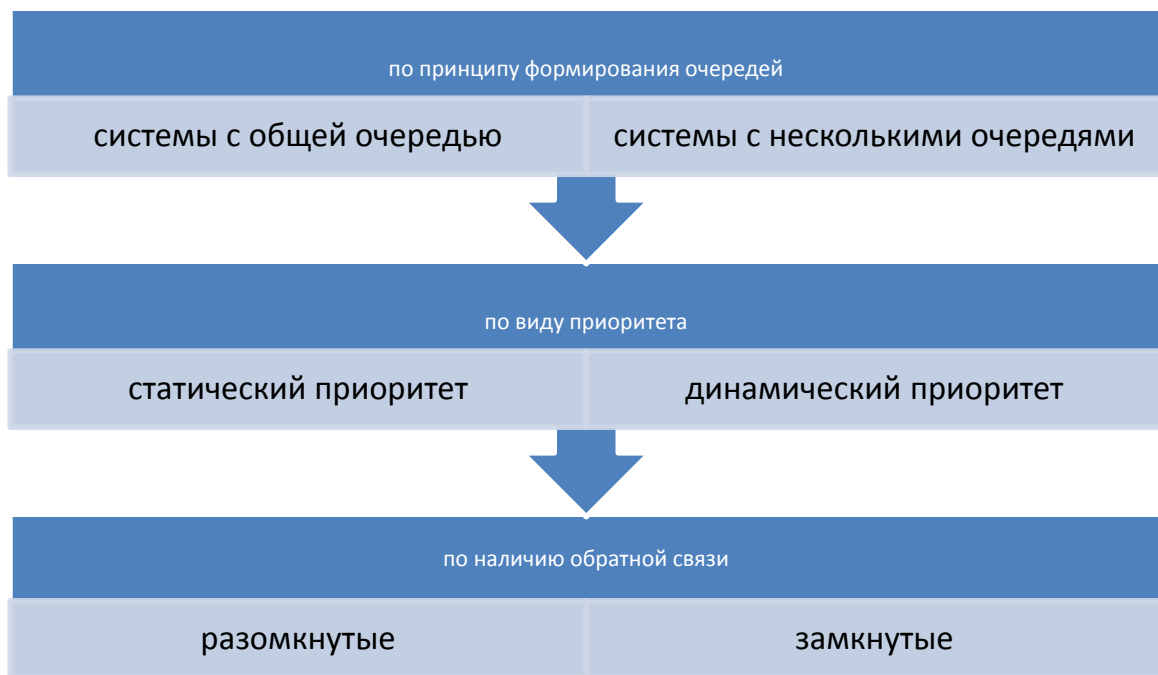 по принципу формирования очередей
системы с общей очередью
системы с несколькими очередями
по виду приоритета
статический приоритет
динамический приоритет
по наличию обратной связи
разомкнутые
замкнутые